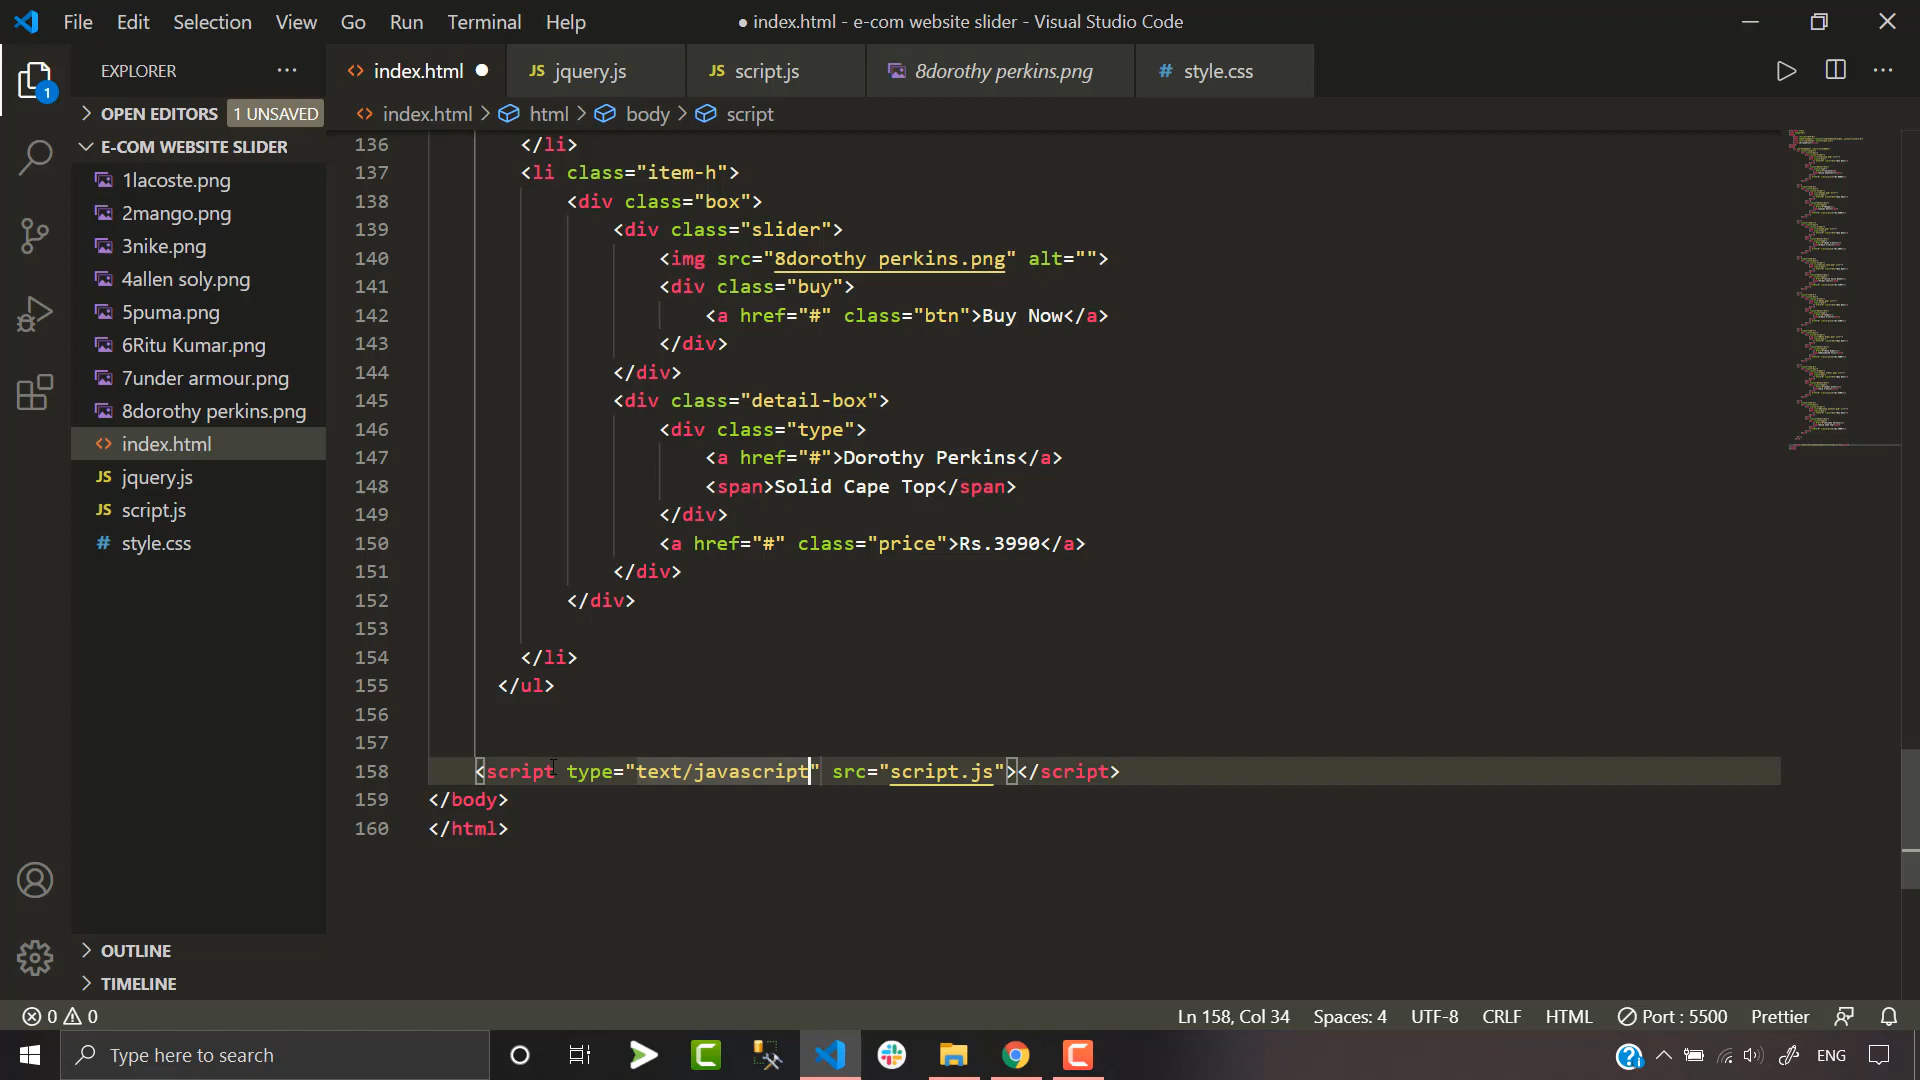 File Edit Selection View Go Run Terminal Help
● index.html - e-com website slider - Visual Studio Code
EXPLORER ···
1
OPEN EDITORS 1 UNSAVED
E-COM WEBSITE SLIDER
1lacoste.png
2mango.png
3nike.png
4allen soly.png
5puma.png
6Ritu Kumar.png
7under armour.png
8dorothy perkins.png
<> index.html
JS jquery.js
JS script.js
# style.css
OUTLINE
TIMELINE
<> index.html ● JS jquery.js JS script.js 8dorothy perkins.png # style.css
<> index.html > html > body > script
136 </li>
137 <li class="item-h">
138 <div class="box">
139 <div class="slider">
140 <img src="8dorothy perkins.png" alt="">
141 <div class="buy">
142 <a href="#" class="btn">Buy Now</a>
143 </div>
144 </div>
145 <div class="detail-box">
146 <div class="type">
147 <a href="#">Dorothy Perkins</a>
148 <span>Solid Cape Top</span>
149 </div>
150 <a href="#" class="price">Rs.3990</a>
151 </div>
152 </div>
153
154 </li>
155 </ul>
156
157
158 <script type="text/javascript" src="script.js"></script>
159 </body>
160 </html>
0 0 Ln 158, Col 34 Spaces: 4 UTF-8 CRLF HTML Port : 5500 Prettier
Type here to search ENG